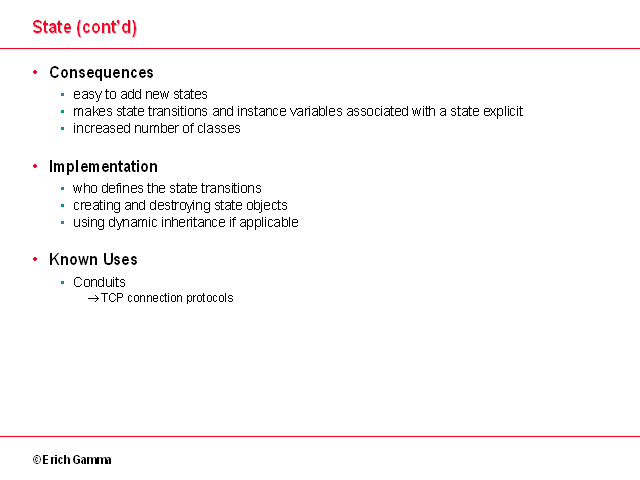 State (cont'd)
• Consequences
• easy to add new states
• makes state transitions and instance variables associated with a state explicit
• increased number of classes
• Implementation
• who defines the state transitions
• creating and destroying state objects
• using dynamic inheritance if applicable
• Known Uses
• Conduits
→TCP connection protocols
©Erich Gamma